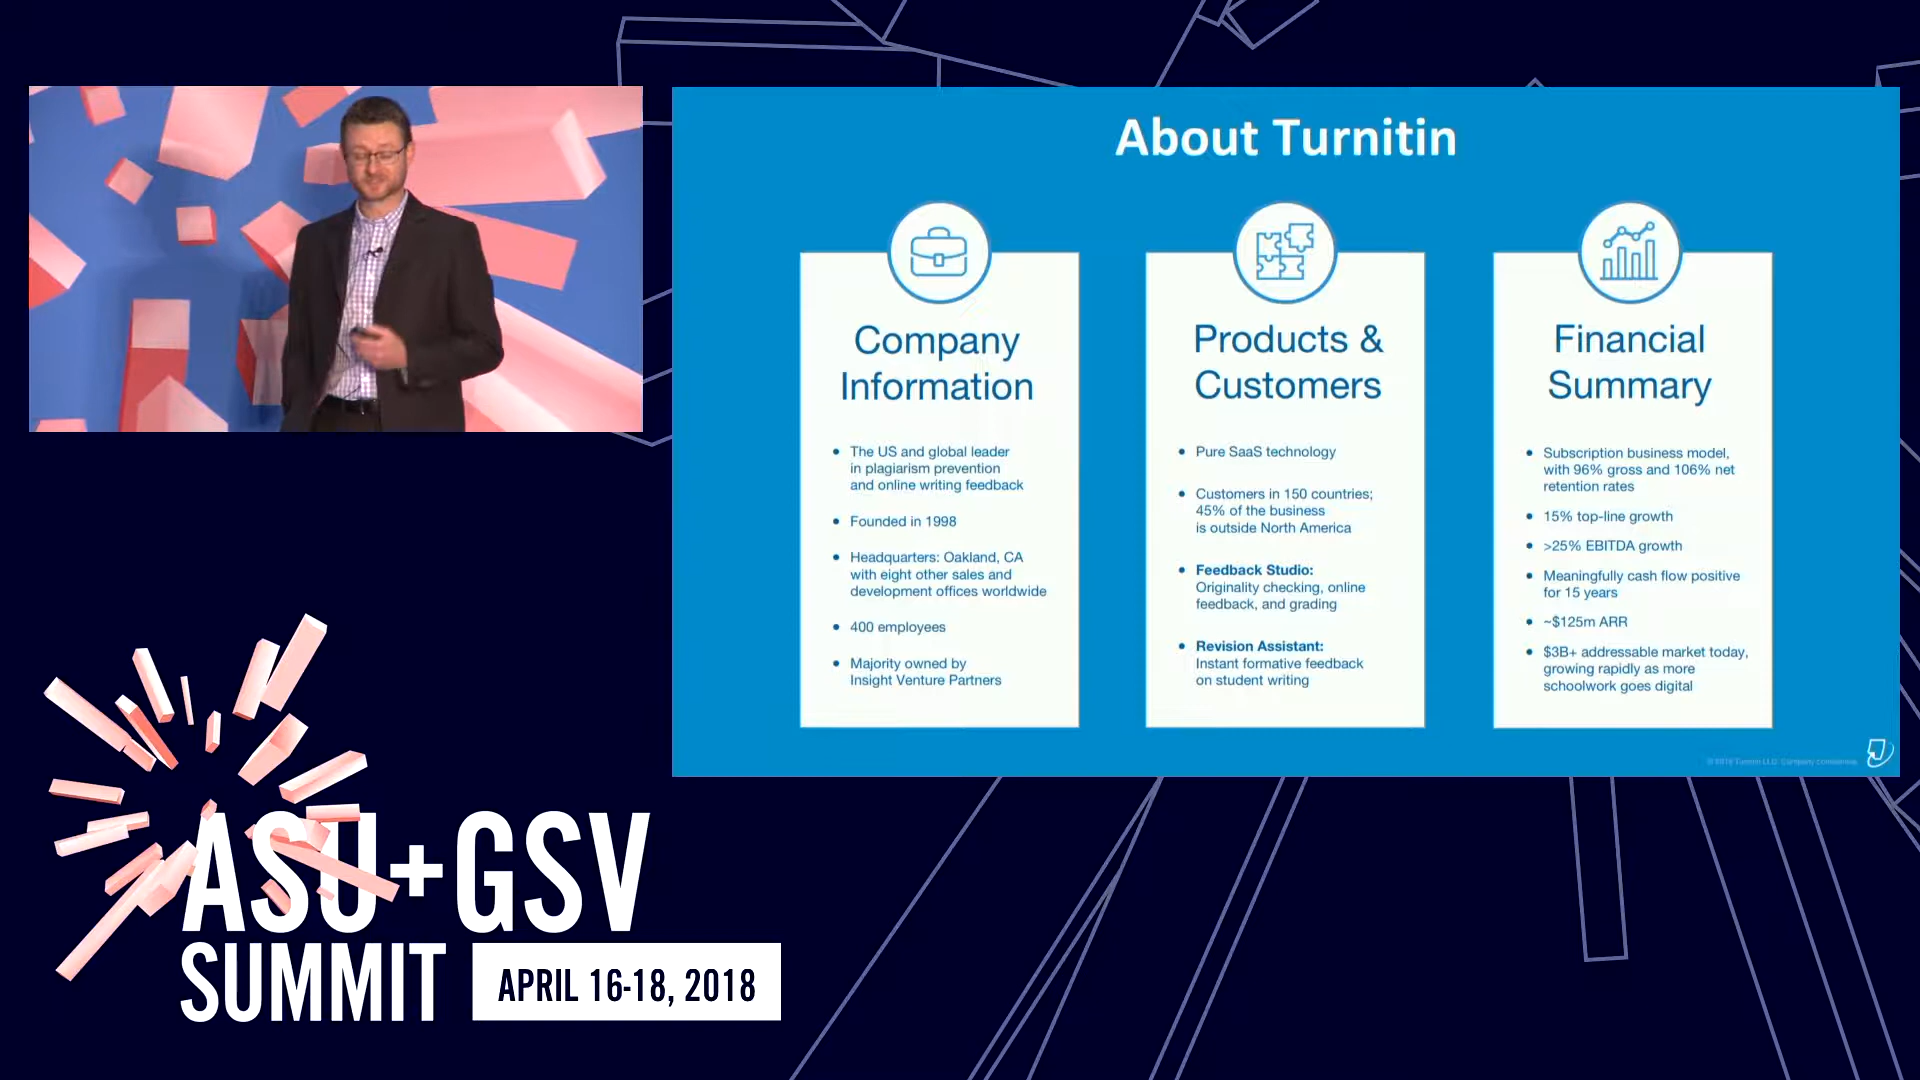 About Turnitin
Company
Information
• The US and global leader
in plagiarism prevention
and online writing feedback
• Founded in 1998
• Headquarters: Oakland, CA
with eight other sales and
development offices worldwide
• 400 employees
• Majority owned by
Insight Venture Partners
Products &
Customers
• Pure SaaS technology
• Customers in 150 countries;
45% of the business
is outside North America
• Feedback Studio:
Originality checking, online
feedback, and grading
• Revision Assistant:
Instant formative feedback
on student writing
Financial
Summary
• Subscription business model,
with 96% gross and 106% net
retention rates
• 15% top-line growth
• >25% EBITDA growth
• Meaningfully cash flow positive
for 15 years
• ~$125m ARR
• $3B+ addressable market today,
growing rapidly as more
schoolwork goes digital
ASU+GSV
SUMMIT
APRIL 16-18, 2018